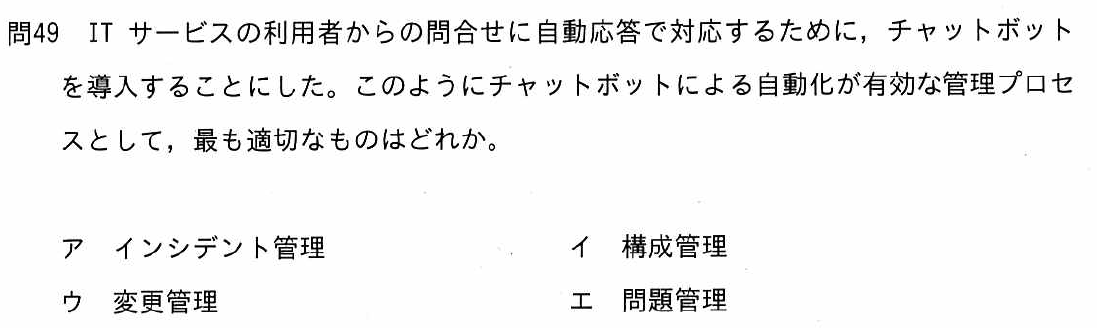 問49 IT サービスの利用者からの問合せに自動応答で対応するために，チャットボット
を導入することにした。このようにチャットボットによる自動化が有効な管理プロセ
スとして，最も適切なものはどれか。
ア インシデント管理 イ 構成管理
ウ 変更管理 エ 問題管理